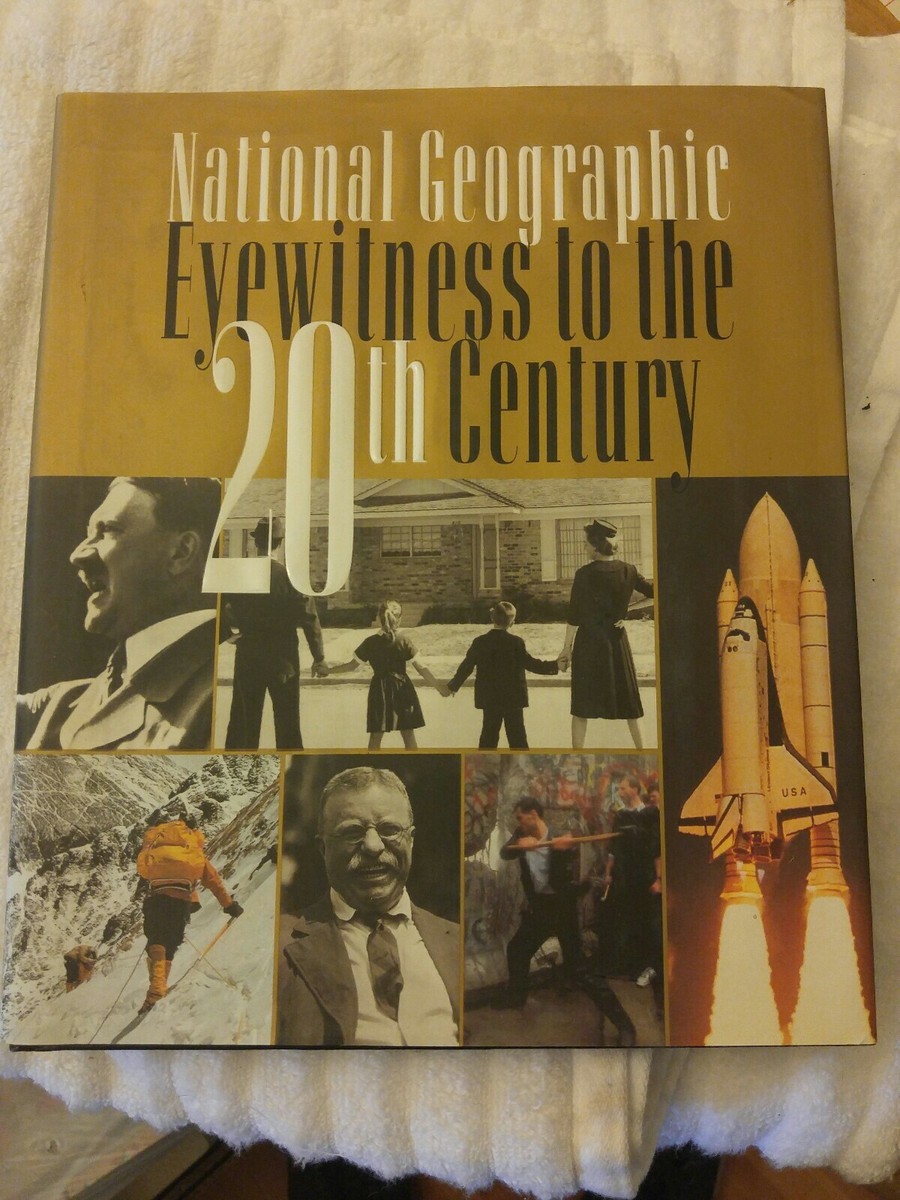 National Geographic
Eyewitness to the
20th Century
USA